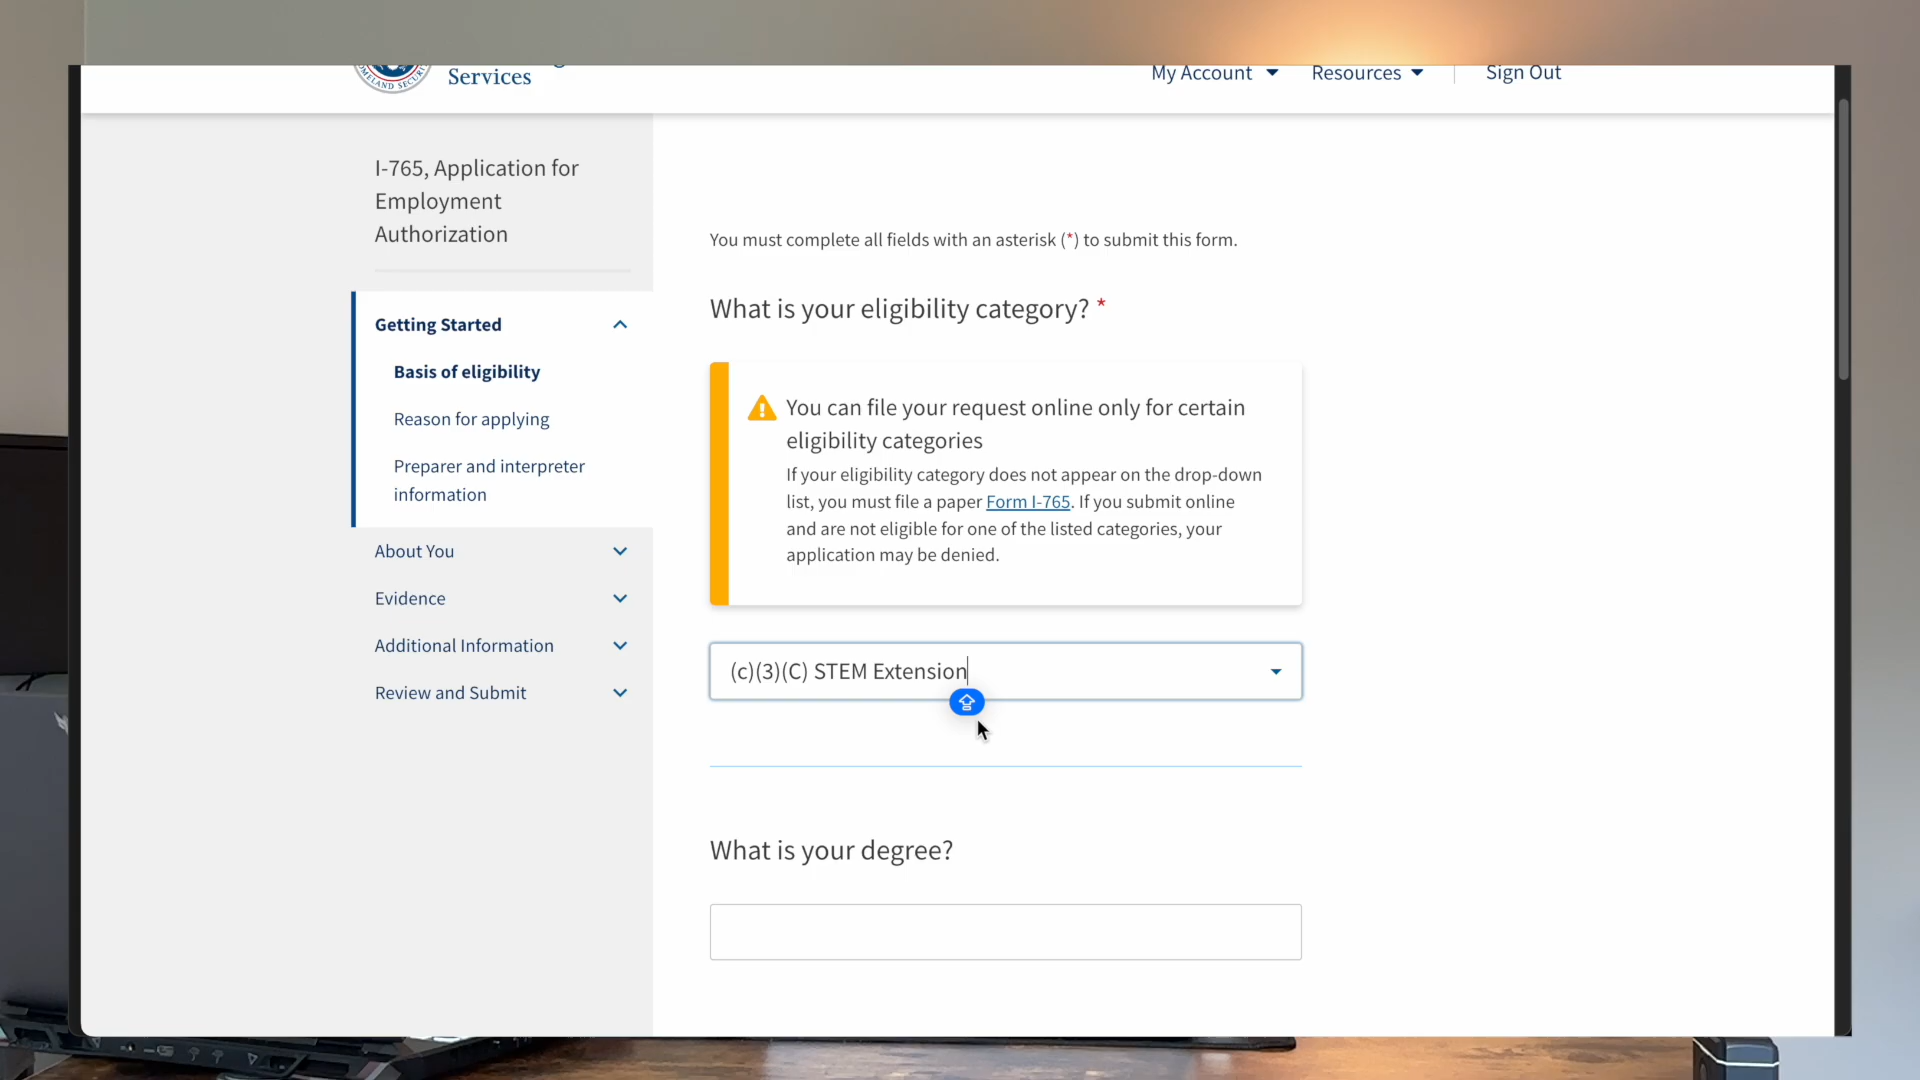 Services
My Account
Resources
Sign Out
I-765, Application for
Employment
Authorization
Getting Started
Basis of eligibility
Reason for applying
Preparer and interpreter
information
About You
Evidence
Additional Information
Review and Submit
You must complete all fields with an asterisk (*) to submit this form.
What is your eligibility category? *
You can file your request online only for certain
eligibility categories
If your eligibility category does not appear on the drop-down
list, you must file a paper Form I-765. If you submit online
and are not eligible for one of the listed categories, your
application may be denied.
(c)(3)(C) STEM Extension
What is your degree?